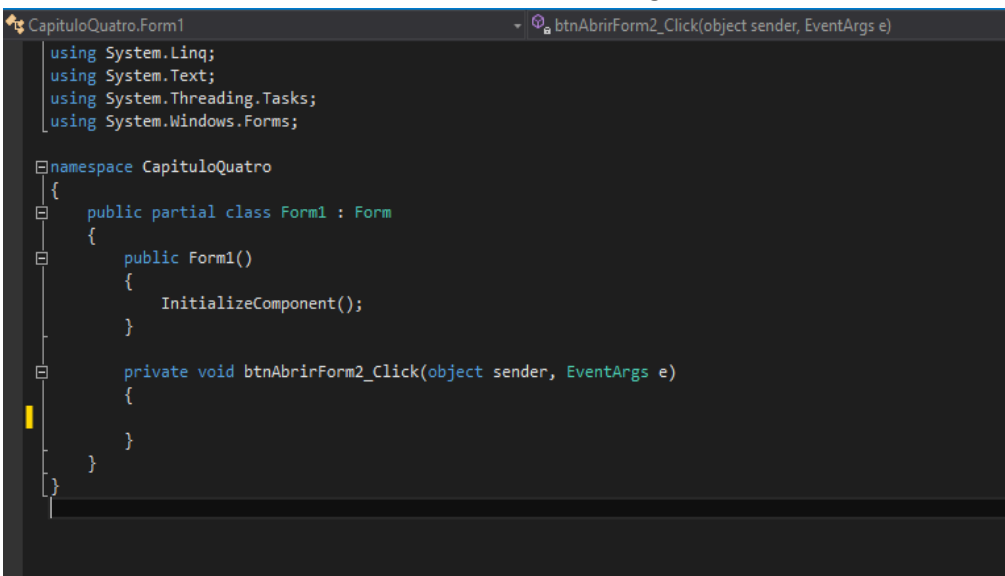 CapituloQuatro.Form1
btnAbrirForm2_Click(object sender, EventArgs e)
using System.Linq;
using System.Text;
using System.Threading.Tasks;
using System.Windows.Forms;
namespace CapituloQuatro
{
public partial class Form1 : Form
{
public Form1()
{
InitializeComponent();
}
private void btnAbrirForm2_Click(object sender, EventArgs e)
{
}
}
}